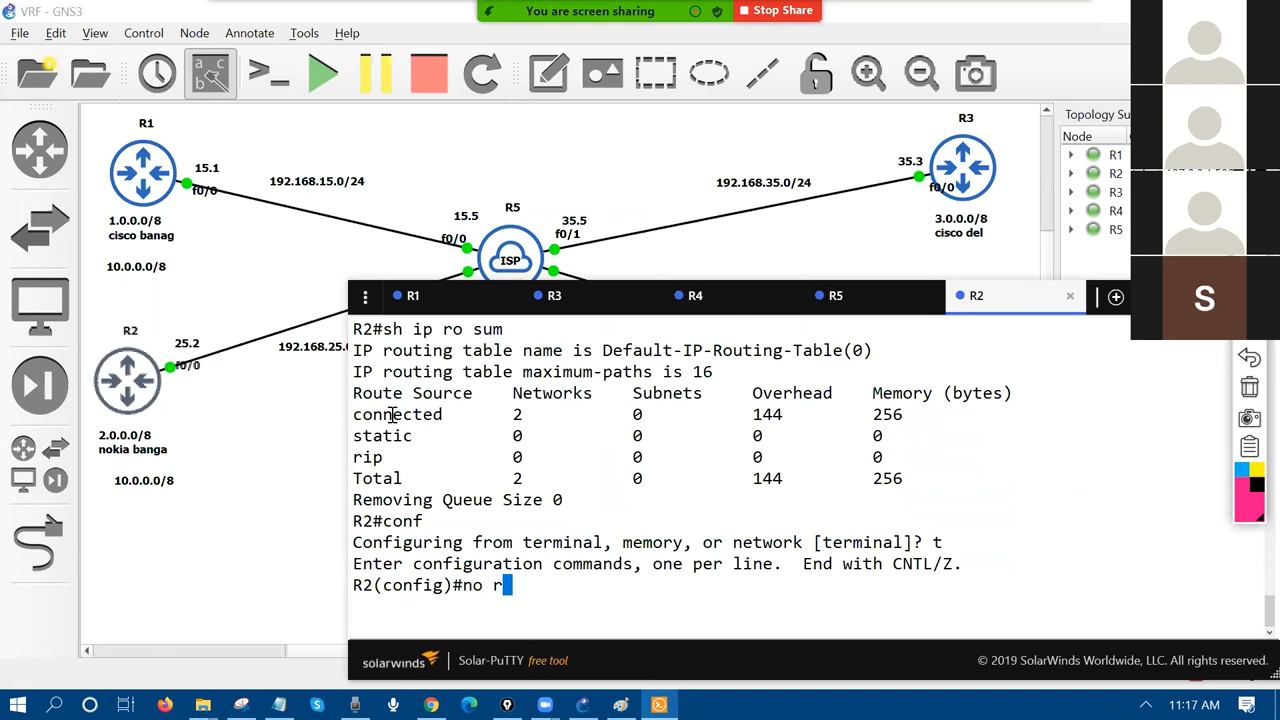 VRF - GNS3
You are screen sharing
Stop Share
File Edit View Control Node Annotate Tools Help
R1
15.1
f0/0
192.168.15.0/24
1.0.0.0/8
cisco banag
10.0.0.0/8
R5
15.5
f0/0
35.5
f0/1
ISP
192.168.35.0/24
R3
35.3
f0/0
3.0.0.0/8
cisco del
R2
25.2
f0/0
192.168.25.0
2.0.0.0/8
nokia banga
10.0.0.0/8
Topology Su
Node
R1
R2
R3
R4
R5
S
R1 R3 R4 R5 R2
R2#sh ip ro sum
IP routing table name is Default-IP-Routing-Table(0)
IP routing table maximum-paths is 16
Route Source Networks Subnets Overhead Memory (bytes)
connected 2 0 144 256
static 0 0 0 0
rip 0 0 0 0
Total 2 0 144 256
Removing Queue Size 0
R2#conf
Configuring from terminal, memory, or network [terminal]? t
Enter configuration commands, one per line. End with CNTL/Z.
R2(config)#no r
solarwinds Solar-PuTTY free tool © 2019 SolarWinds Worldwide, LLC. All rights reserved.
11:17 AM